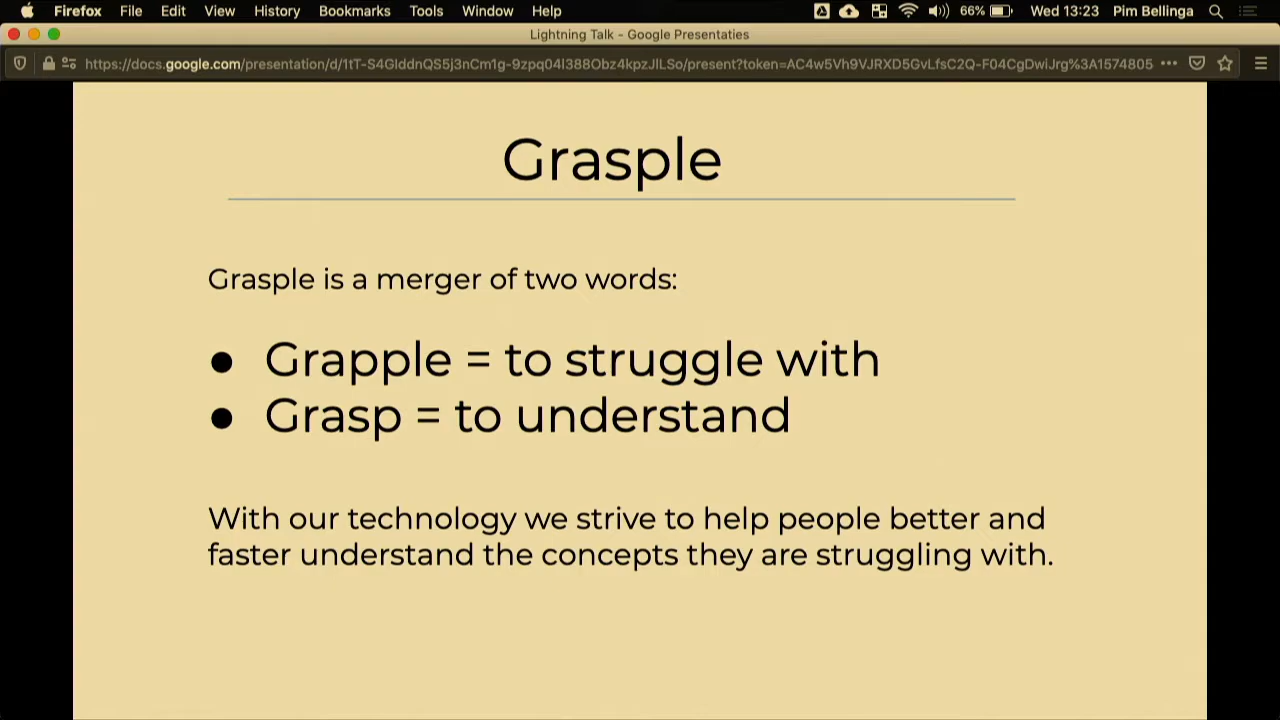 Firefox File Edit View History Bookmarks Tools Window Help 66% Wed 13:23 Pim Bellinga
Lightning Talk - Google Presentaties
Grasple
Grasple is a merger of two words:
● Grapple = to struggle with
● Grasp = to understand
With our technology we strive to help people better and
faster understand the concepts they are struggling with.